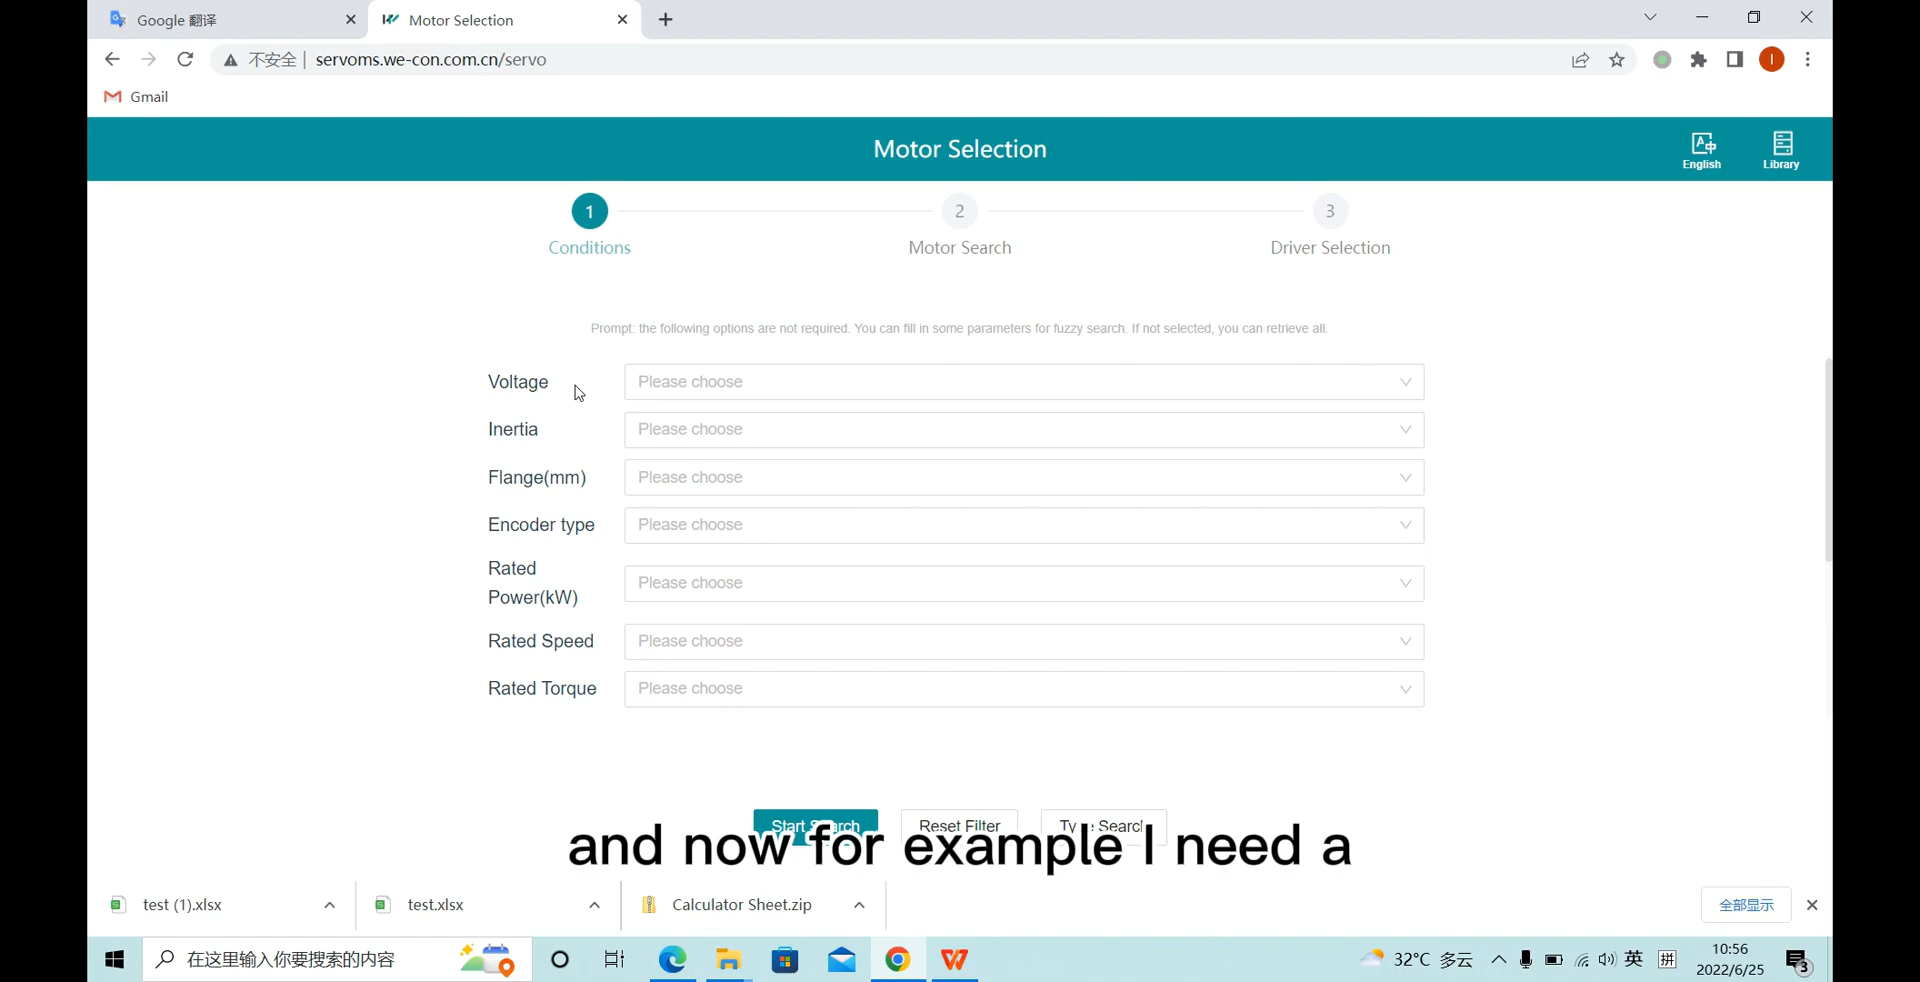 Google 翻译
Motor Selection
不安全 | servoms.we-con.com.cn/servo
I
Gmail
Motor Selection
English
Library
1
2
3
Conditions
Motor Search
Driver Selection
Prompt: the following options are not required. You can fill in some parameters for fuzzy search. If not selected, you can retrieve all.
Voltage
Please choose
Inertia
Please choose
Flange(mm)
Please choose
Encoder type
Please choose
Rated
Power(kW)
Please choose
Rated Speed
Please choose
Rated Torque
Please choose
Start Search
Reset Filter
Type Search
and now for example I need a
test (1).xlsx
test.xlsx
Calculator Sheet.zip
全部显示
在这里输入你要搜索的内容
32°C 多云
英
拼
10:56
2022/6/25
3